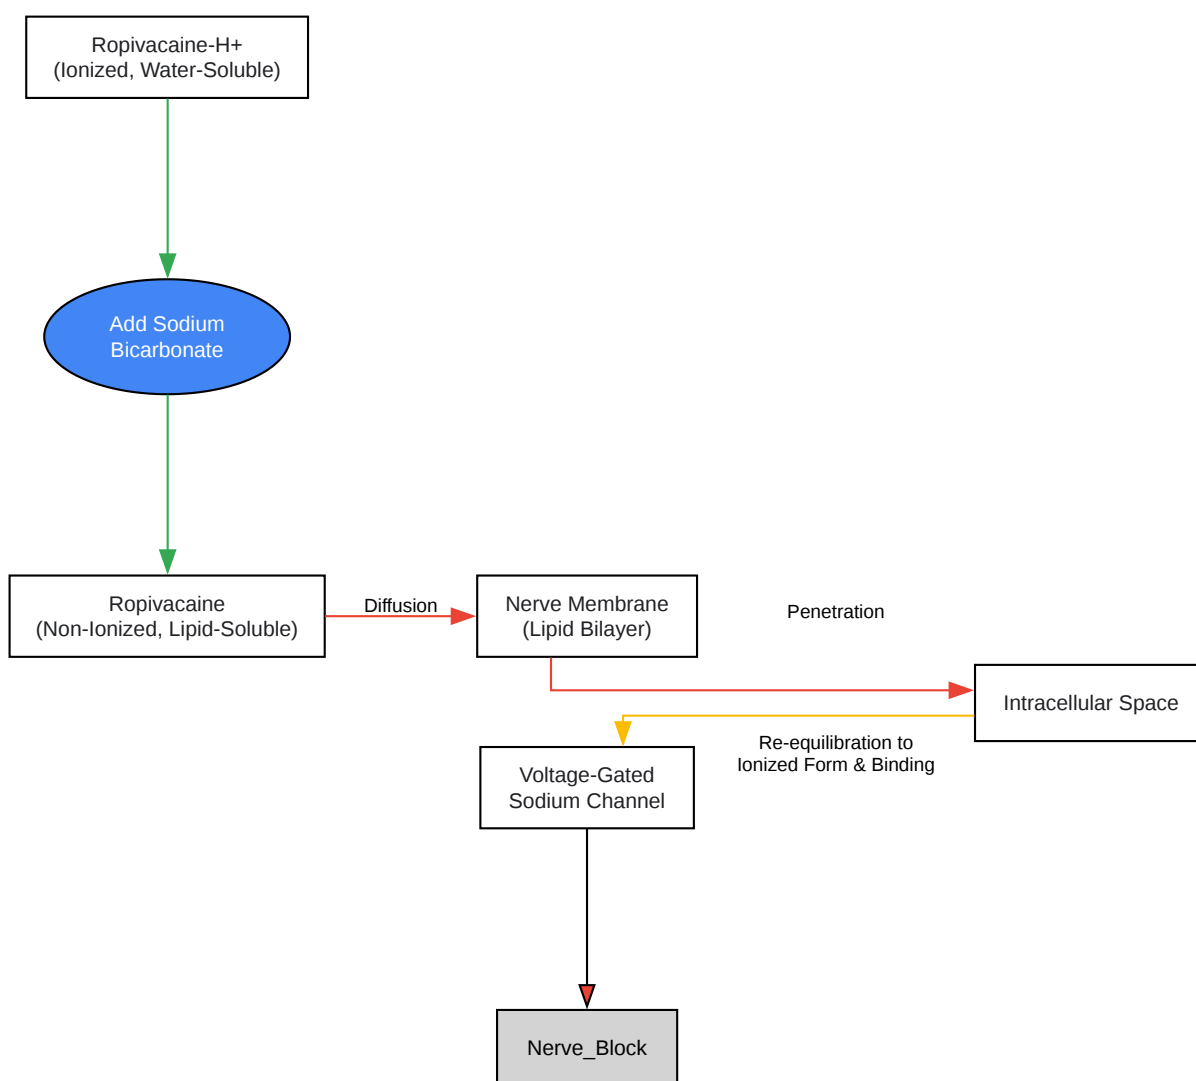 Ropivacaine-H+
(Ionized, Water-Soluble)
Add Sodium
Bicarbonate
Ropivacaine
(Non-Ionized, Lipid-Soluble)
Diffusion
Nerve Membrane
(Lipid Bilayer)
Penetration
Intracellular Space
Re-equilibration to
Ionized Form & Binding
Voltage-Gated
Sodium Channel
Nerve_Block